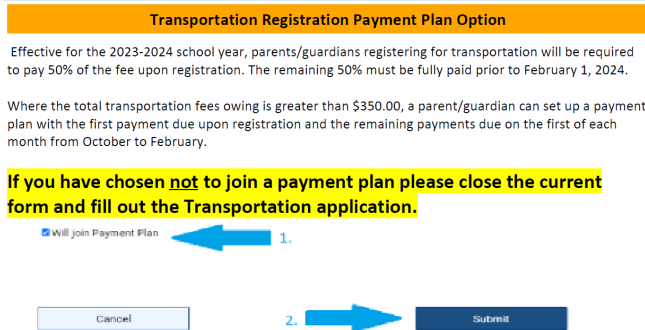 Transportation Registration Payment Plan Option
Effective for the 2023-2024 school year, parents/guardians registering for transportation will be required
to pay 50% of the fee upon registration. The remaining 50% must be fully paid prior to February 1, 2024.
Where the total transportation fees owing is greater than $350.00, a parent/guardian can set up a payment
plan with the first payment due upon registration and the remaining payments due on the first of each
month from October to February.
If you have chosen not to join a payment plan please close the current
form and fill out the Transportation application.
Will join Payment Plan
1.
Cancel
2.
Submit